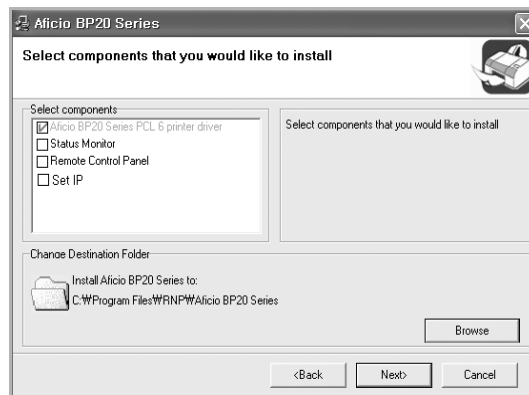 Aficio BP20 Series
Select components that you would like to install
Select components
Aficio BP20 Series PCL 6 printer driver
Status Monitor
Remote Control Panel
Set IP
Select components that you would like to install
Change Destination Folder
Install Aficio BP20 Series to:
C:₩Program Files₩RNP₩Aficio BP20 Series
Browse
<Back
Next>
Cancel